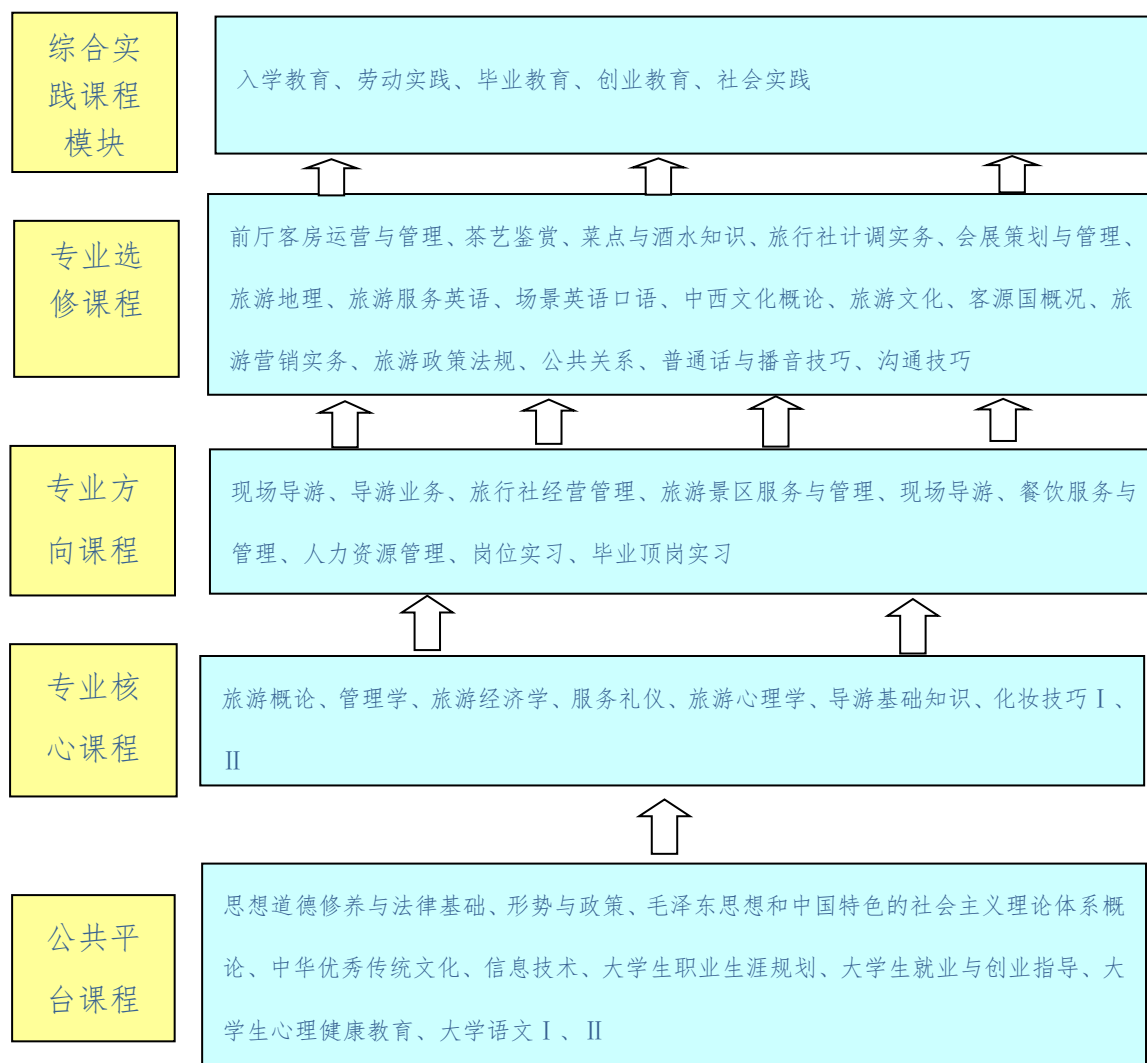 综合实
践课程
模块
入学教育、劳动实践、毕业教育、创业教育、社会实践
专业选
修课程
前厅客房运营与管理、茶艺鉴赏、菜点与酒水知识、旅行社计调实务、会展策划与管理、
旅游地理、旅游服务英语、场景英语口语、中西文化概论、旅游文化、客源国概况、旅
游营销实务、旅游政策法规、公共关系、普通话与播音技巧、沟通技巧
专业方
向课程
现场导游、导游业务、旅行社经营管理、旅游景区服务与管理、现场导游、餐饮服务与
管理、人力资源管理、岗位实习、毕业顶岗实习
专业核
心课程
旅游概论、管理学、旅游经济学、服务礼仪、旅游心理学、导游基础知识、化妆技巧Ⅰ、
Ⅱ
公共平
台课程
思想道德修养与法律基础、形势与政策、毛泽东思想和中国特色的社会主义理论体系概
论、中华优秀传统文化、信息技术、大学生职业生涯规划、大学生就业与创业指导、大
学生心理健康教育、大学语文Ⅰ、Ⅱ